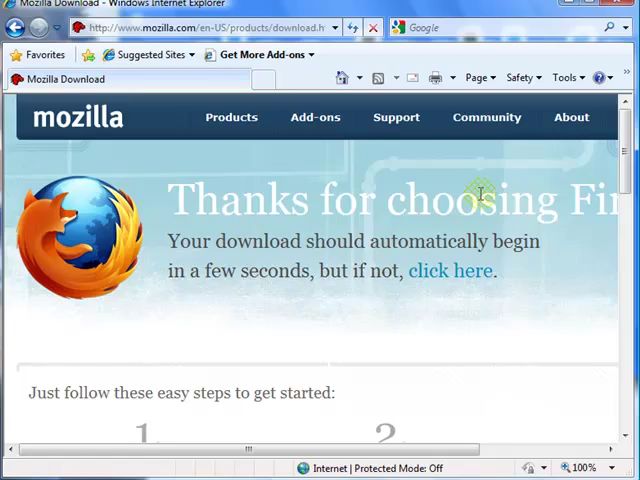 Mozilla Download - Windows Internet Explorer
http://www.mozilla.com/en-US/products/download.h
Google
Favorites Suggested Sites Get More Add-ons
Mozilla Download Page Safety Tools
mozilla Products Add-ons Support Community About
Thanks for choosing Fir
Your download should automatically begin
in a few seconds, but if not, click here.
Just follow these easy steps to get started:
1. 2.
Internet | Protected Mode: Off 100%